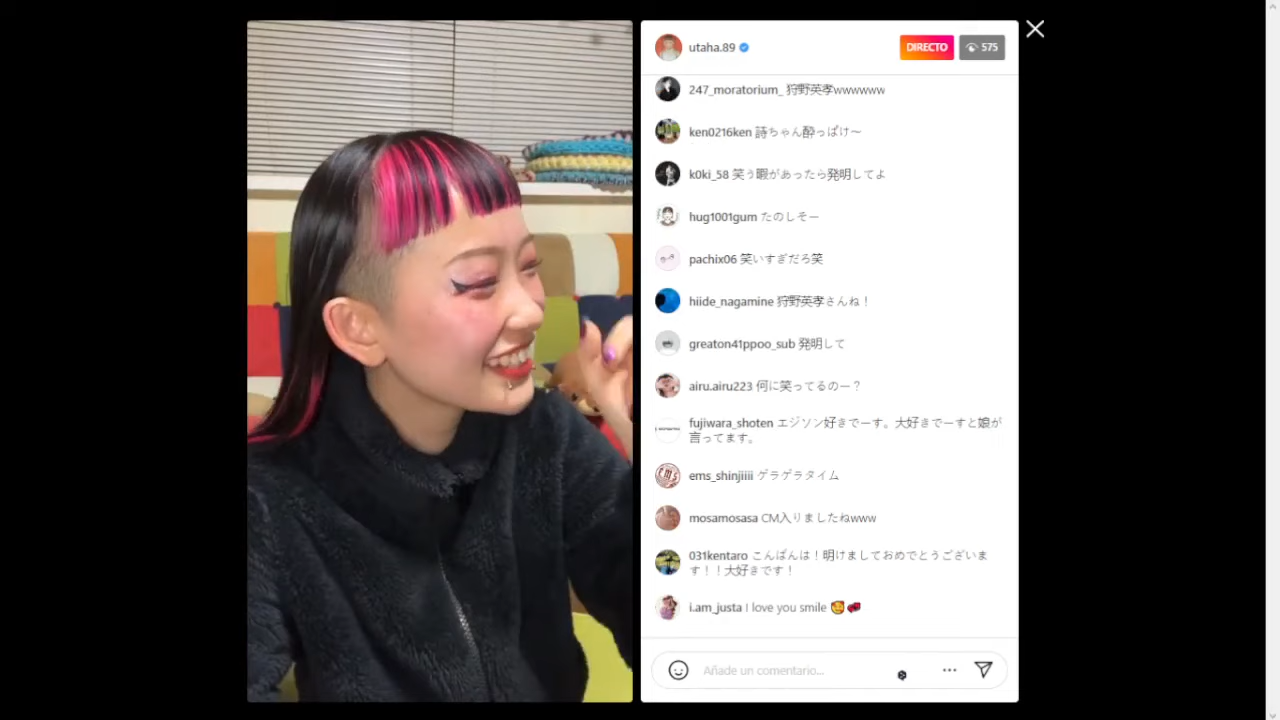 utaha.89
DIRECTO
575
247_moratorium_ 狩野英孝wwwwww
ken0216ken 詩ちゃん酔っぱけ〜
k0ki_58 笑う暇があったら発明してよ
hug1001gum たのしそー
pachix06 笑いすぎだろ笑
hiide_nagamine 狩野英孝さんね！
greaton41ppoo_sub 発明して
airu.airu223 何に笑ってるのー？
fujiwara_shoten エジソン好きでーす。大好きでーすと娘が
言ってます。
ems_shinjiiii ゲラゲラタイム
mosamosasa CM入りましたねwww
031kentaro こんばんは！明けましておめでとうございま
す！！大好きです！
i.am_justa I love you smile 🥰💌
Añade un comentario...